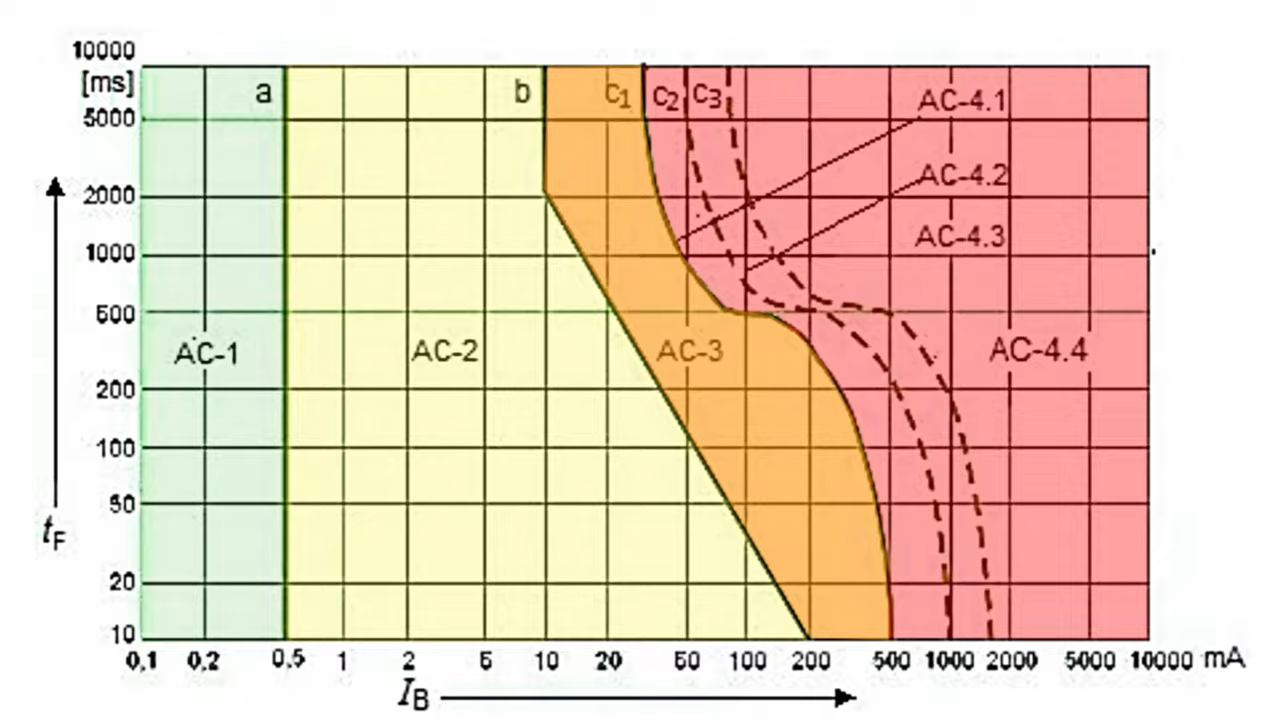 10000
[ms]
5000
2000
1000
500
200
100
50
20
10
tF
a
b
c1
c2
c3
AC-4.1
AC-4.2
AC-4.3
AC-1
AC-2
AC-3
AC-4.4
0,1 0,2 0,5 1 2 5 10 20 50 100 200 500 1000 2000 5000 10000 mA
IB